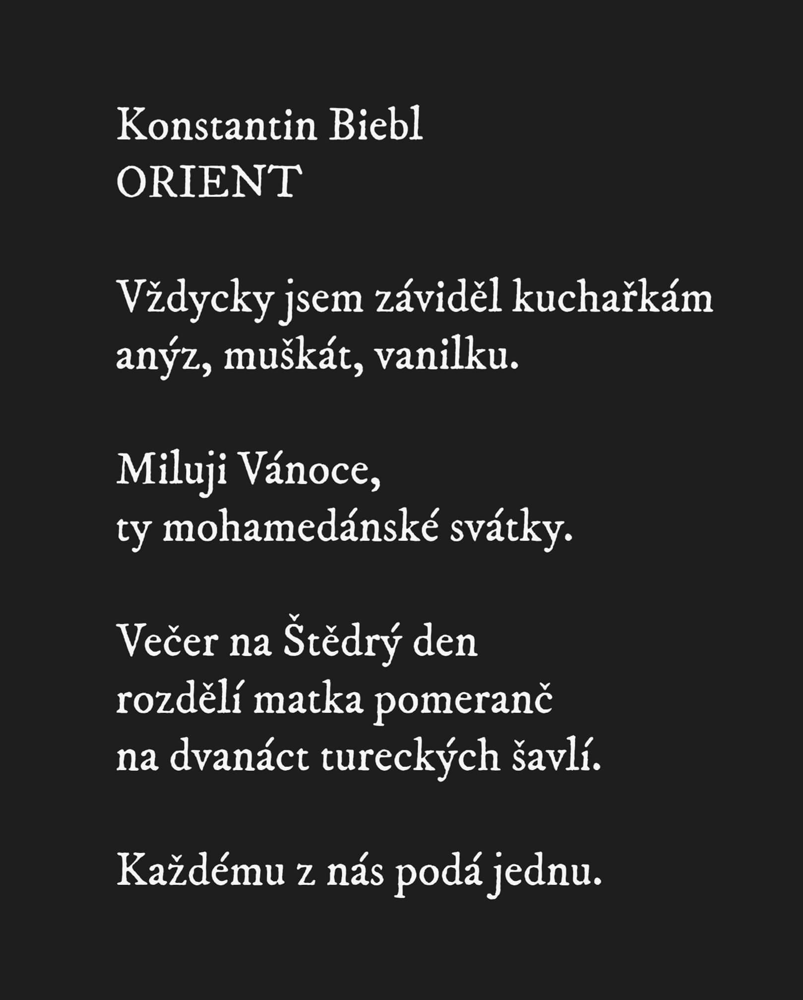 Konstantin Biebl
ORIENT
Vždycky jsem záviděl kuchařkám
anýz, muškát, vanilku.
Miluji Vánoce,
ty mohamedánské svátky.
Večer na Štědrý den
rozdělí matka pomeranč
na dvanáct tureckých šavlí.
Každému z nás podá jednu.